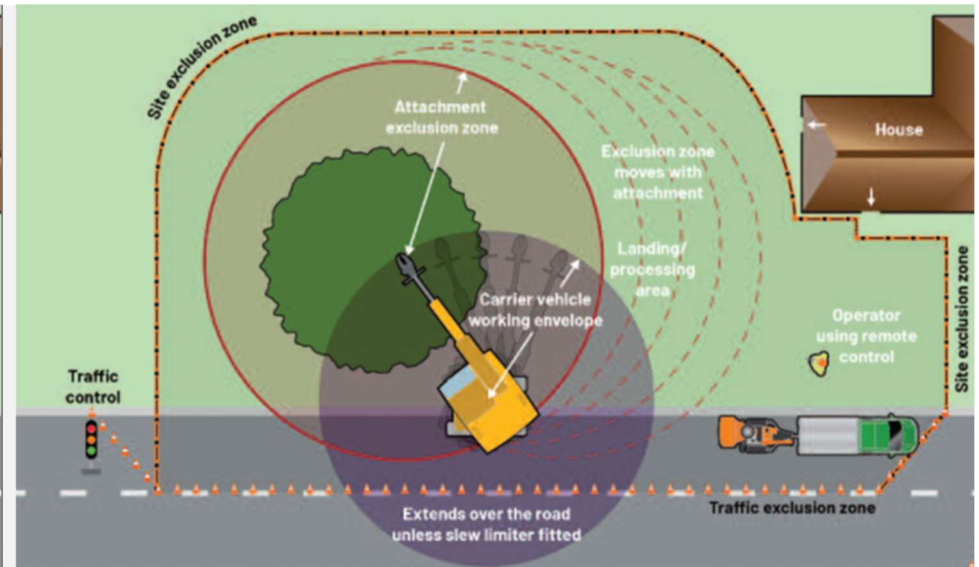 Site exclusion zone
Attachment
exclusion zone
House
Exclusion zone
moves with
attachment
Landing/
processing
area
Carrier vehicle
working envelope
Operator
using remote
control
Site exclusion zone
Traffic
control
Traffic exclusion zone
Extends over the road
unless slew limiter fitted